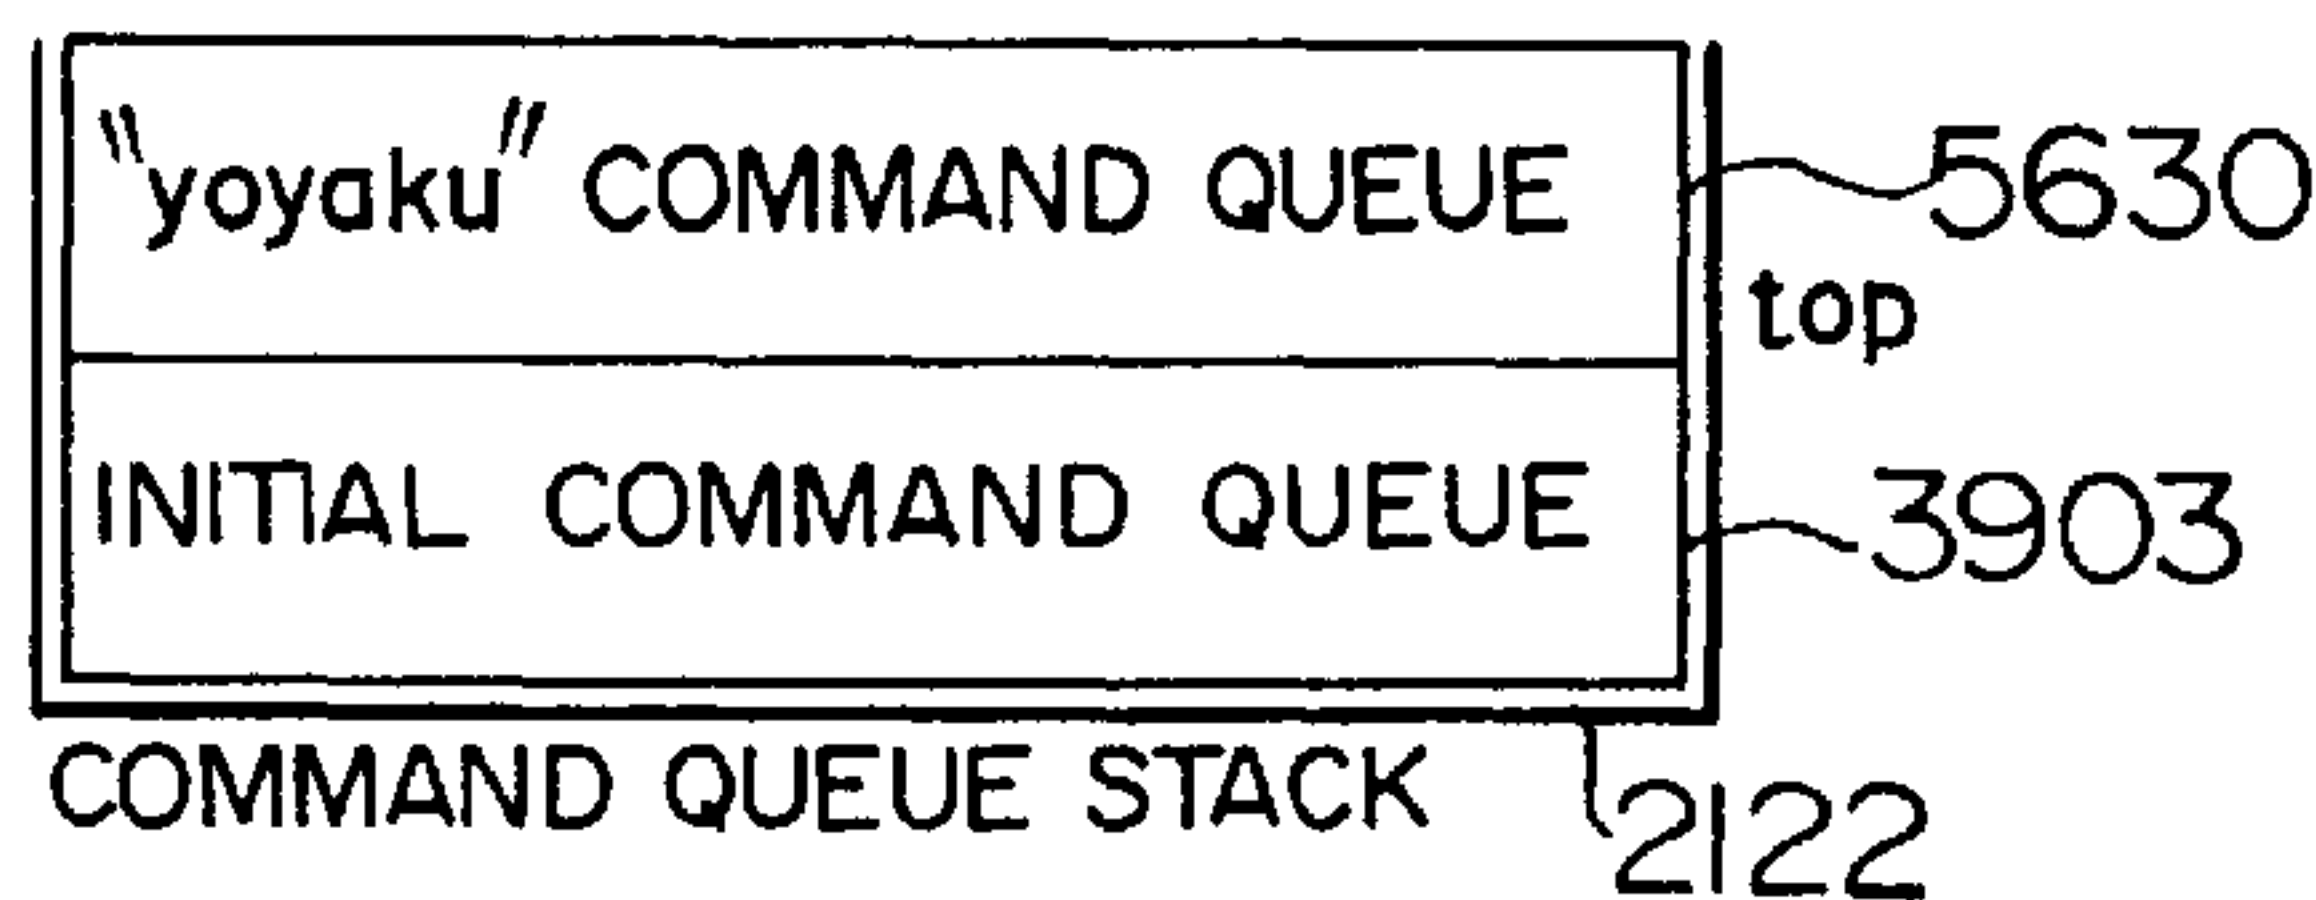 "yoyaku" COMMAND QUEUE 5630
top
INITIAL COMMAND QUEUE 3903
COMMAND QUEUE STACK 2122